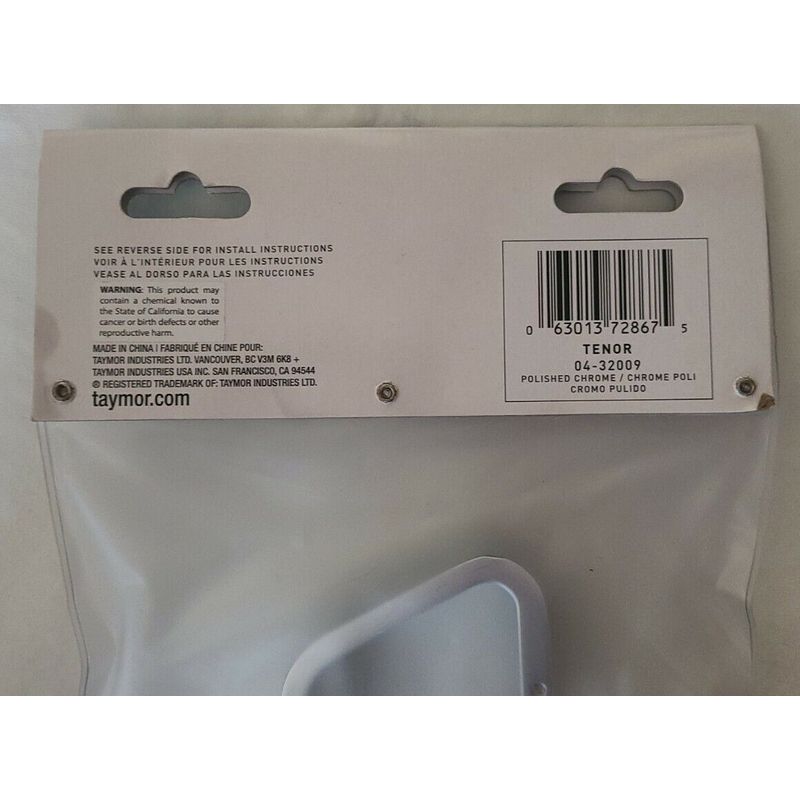 SEE REVERSE SIDE FOR INSTALL INSTRUCTIONS
VOIR À L'INTÉRIEUR POUR LES INSTRUCTIONS
VEASE AL DORSO PARA LAS INSTRUCCIONES
WARNING: This product may
contain a chemical known to
the State of California to cause
cancer or birth defects or other
reproductive harm.
MADE IN CHINA | FABRIQUÉ EN CHINE POUR:
TAYMOR INDUSTRIES LTD. VANCOUVER, BC V3M 6K8 +
TAYMOR INDUSTRIES USA INC. SAN FRANCISCO, CA 94544
® REGISTERED TRADEMARK OF: TAYMOR INDUSTRIES LTD.
taymor.com
0 63013 72867 5
TENOR
04-32009
POLISHED CHROME / CHROME POLI
CROMO PULIDO